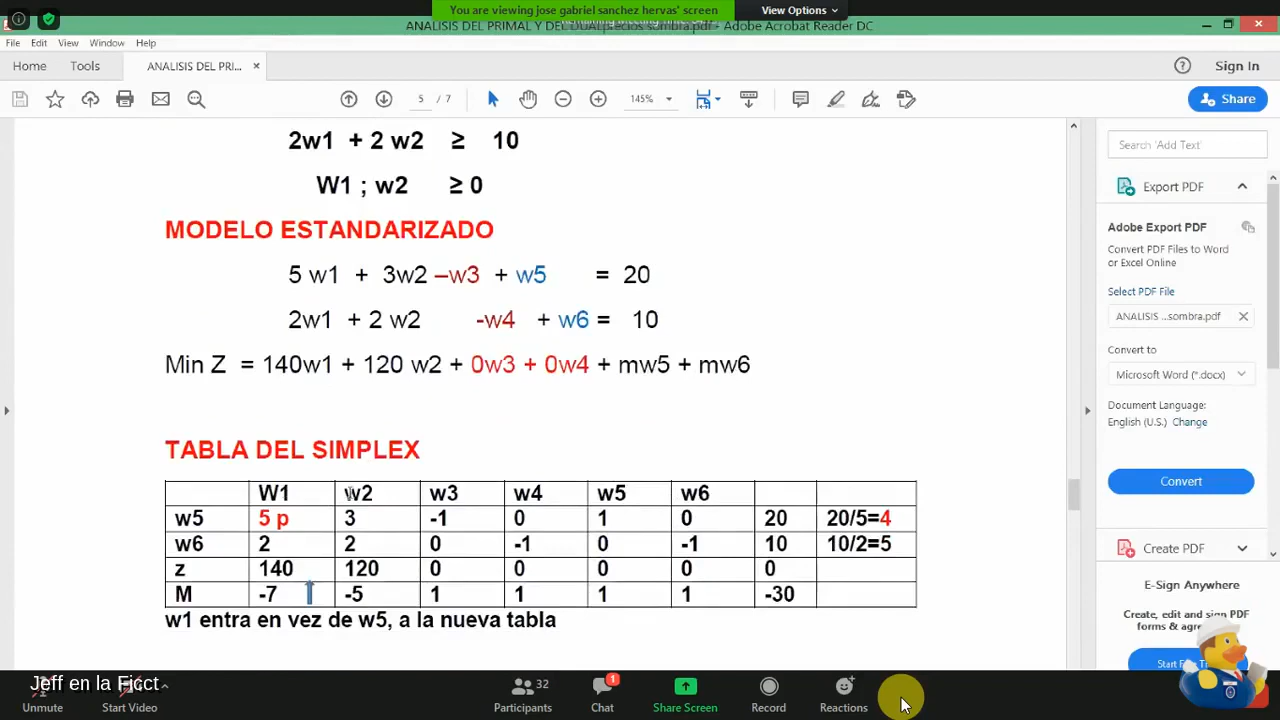 You are viewing jose gabriel sanchez hervas' screen
View Options
ANALISIS DEL PRIMAL Y DEL DUALprecios sombra.pdf - Adobe Acrobat Reader DC
File Edit View Window Help
Home Tools ANALISIS DEL PRI... ×
Sign In
5 / 7
145%
Share
2w1 + 2 w2 ≥ 10
W1 ; w2 ≥ 0
MODELO ESTANDARIZADO
5 w1 + 3w2 –w3 + w5 = 20
2w1 + 2 w2 -w4 + w6 = 10
Min Z = 140w1 + 120 w2 + 0w3 + 0w4 + mw5 + mw6
TABLA DEL SIMPLEX
W1 w2 w3 w4 w5 w6
w5 5 p 3 -1 0 1 0 20 20/5=4
w6 2 2 0 -1 0 -1 10 10/2=5
z 140 120 0 0 0 0 0
M -7 -5 1 1 1 1 -30
w1 entra en vez de w5, a la nueva tabla
Search 'Add Text'
Export PDF
Adobe Export PDF
Convert PDF Files to Word
or Excel Online
Select PDF File
ANALISIS ...sombra.pdf
Convert to
Microsoft Word (*.docx)
Document Language:
English (U.S.) Change
Convert
Create PDF
E-Sign Anywhere
Create, edit and sign PDF
Jeff en la Ficct
Unmute
Start Video
32
Participants
1
Chat
Share Screen
Record
Reactions